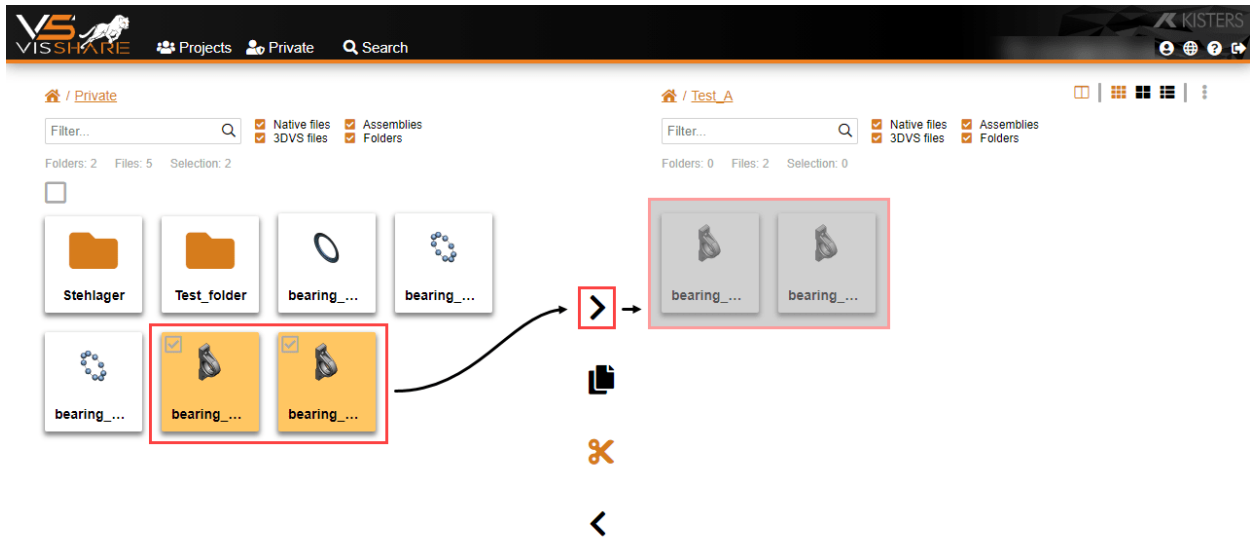 VS
VISSHARE
Projects Private Search
KISTERS
/ Private
Filter...
Native files Assemblies
3DVS files Folders
Folders: 2 Files: 5 Selection: 2
Stehlager Test_folder bearing_... bearing_...
bearing_... bearing_... bearing_...
/ Test_A
Filter...
Native files Assemblies
3DVS files Folders
Folders: 0 Files: 2 Selection: 0
bearing_... bearing_...